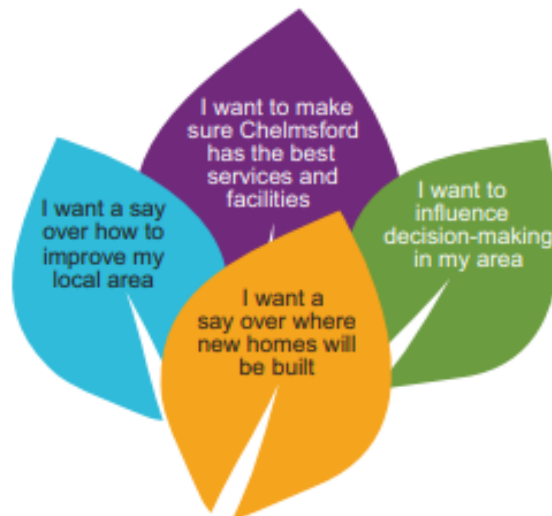 I want to make
sure Chelmsford
has the best
services and
facilities
I want a say
over how to
improve my
local area
I want to
influence
decision-making
in my area
I want a
say over where
new homes will
be built